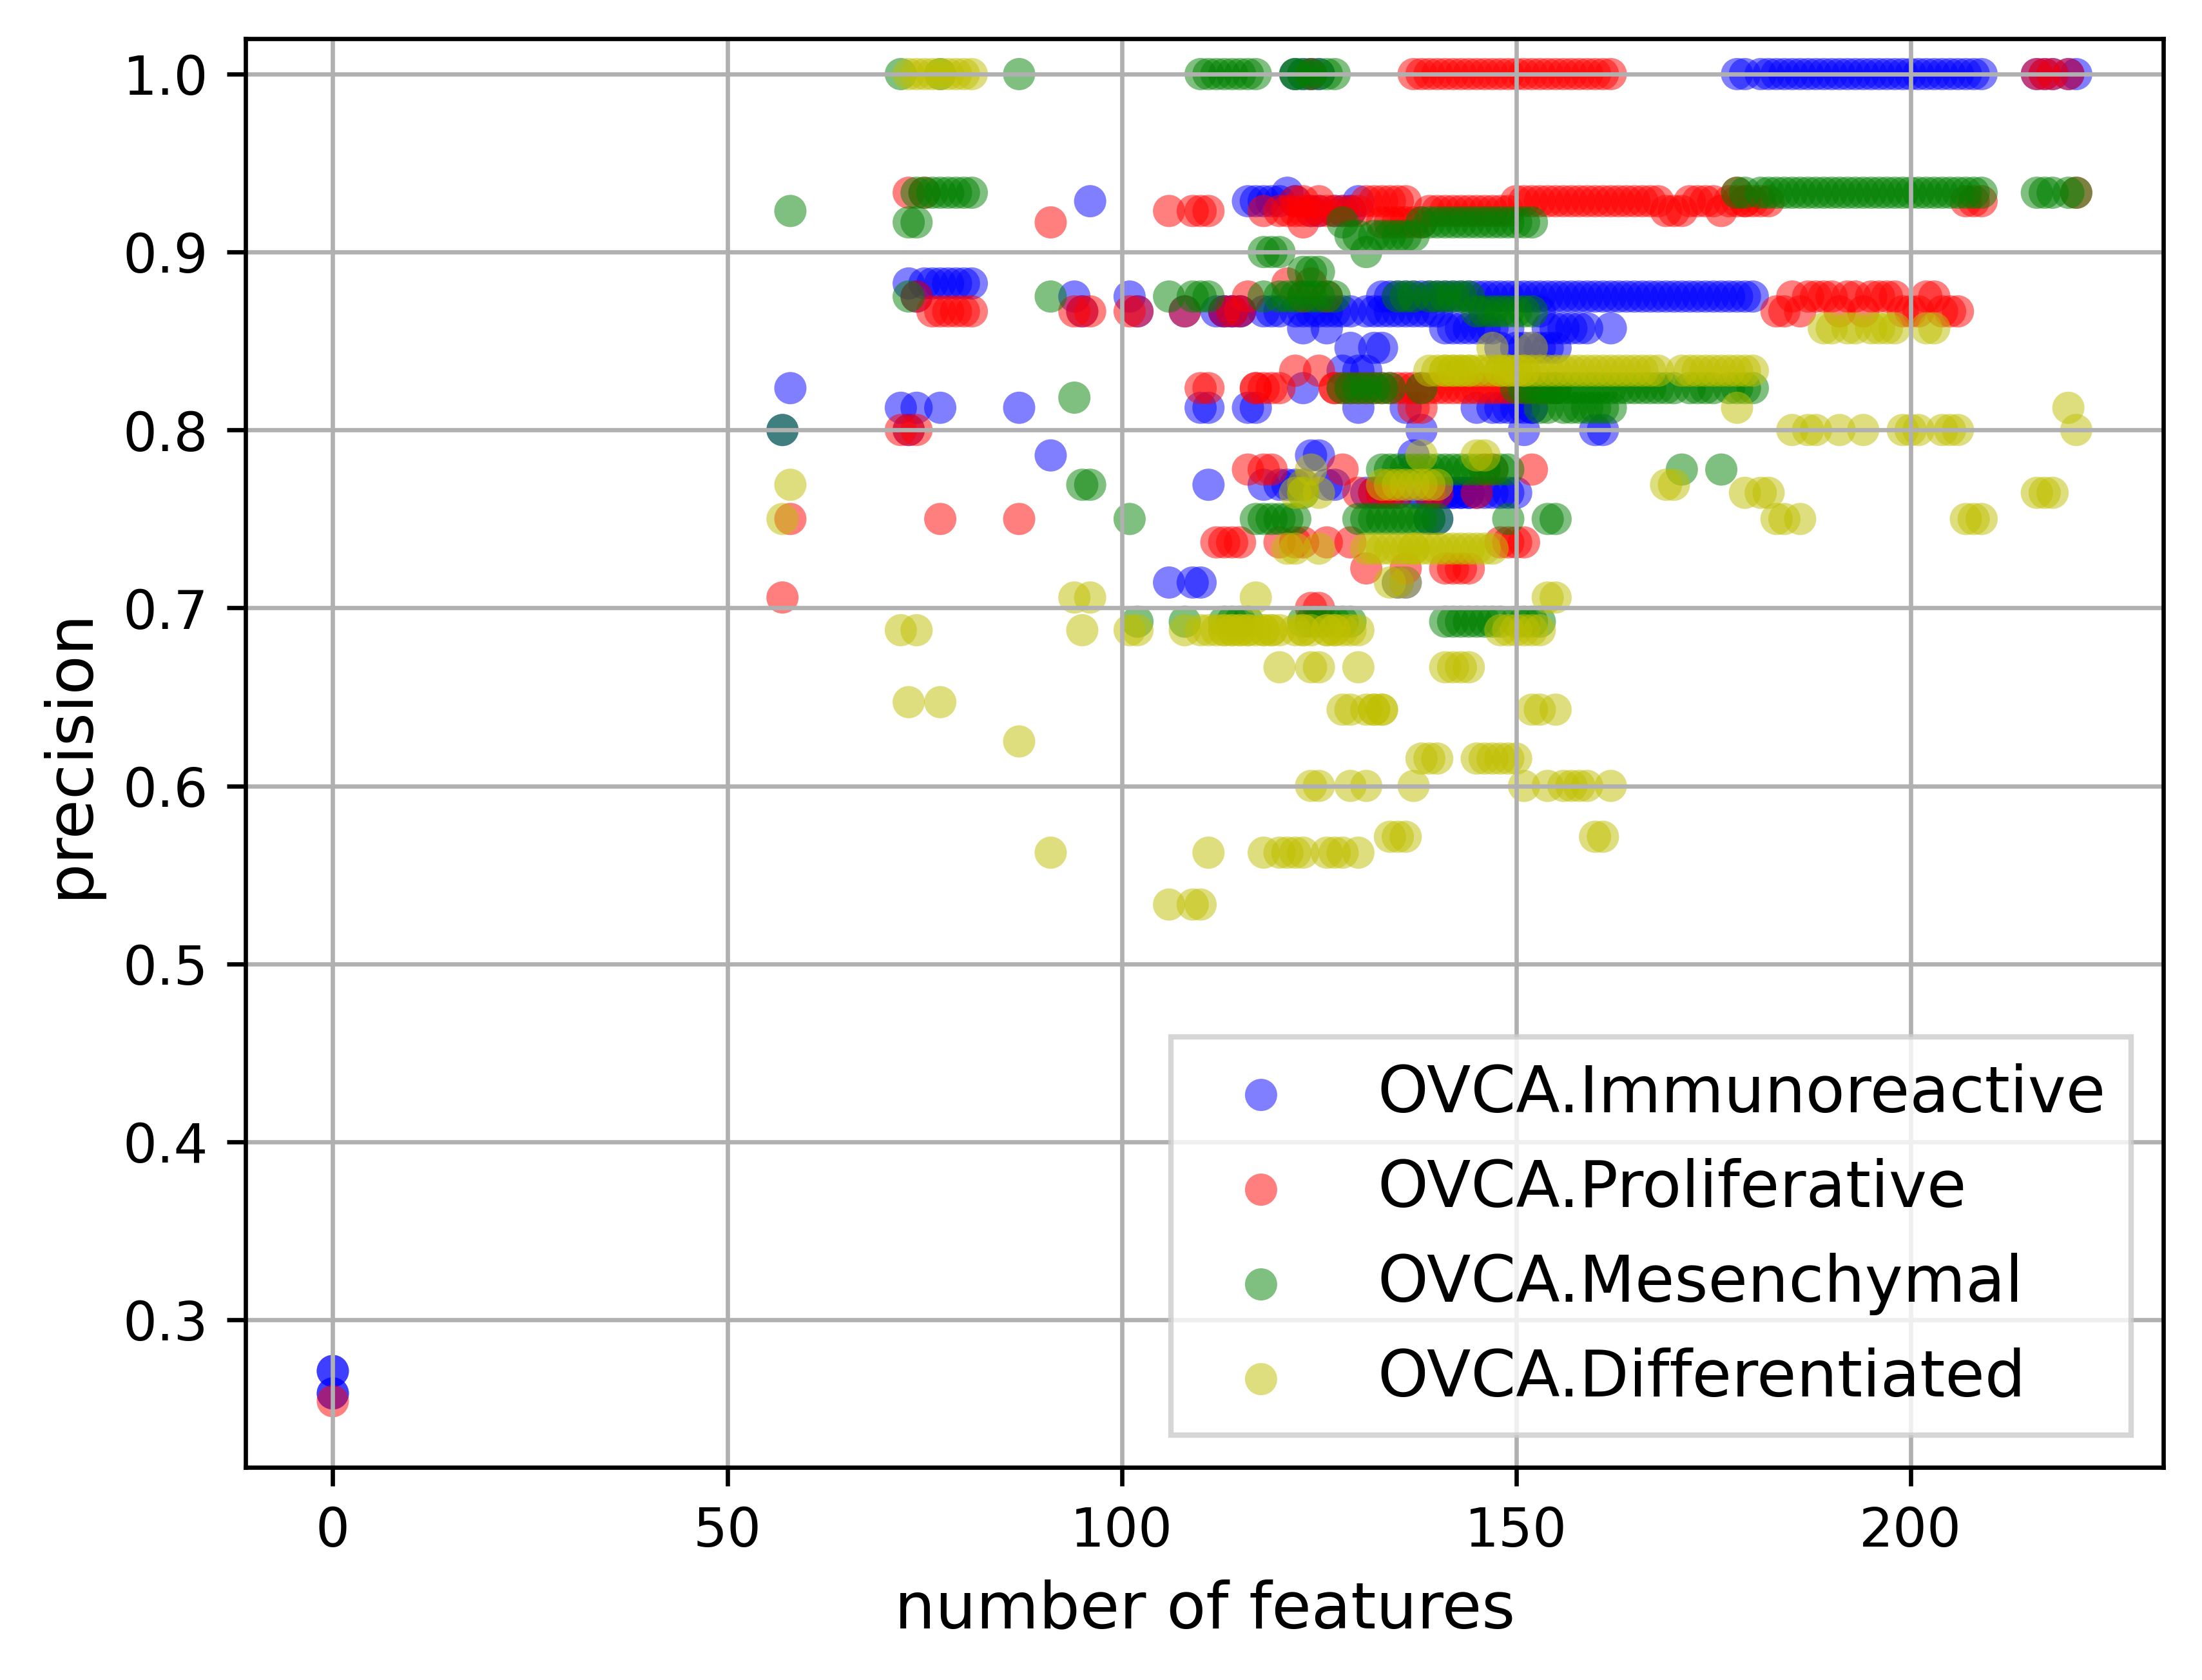 1.0
0.9
0.8
0.7
0.6
0.5
0.4
0.3
precision
OVCA.Immunoreactive
OVCA.Proliferative
OVCA.Mesenchymal
OVCA.Differentiated
0 50 100 150 200
number of features